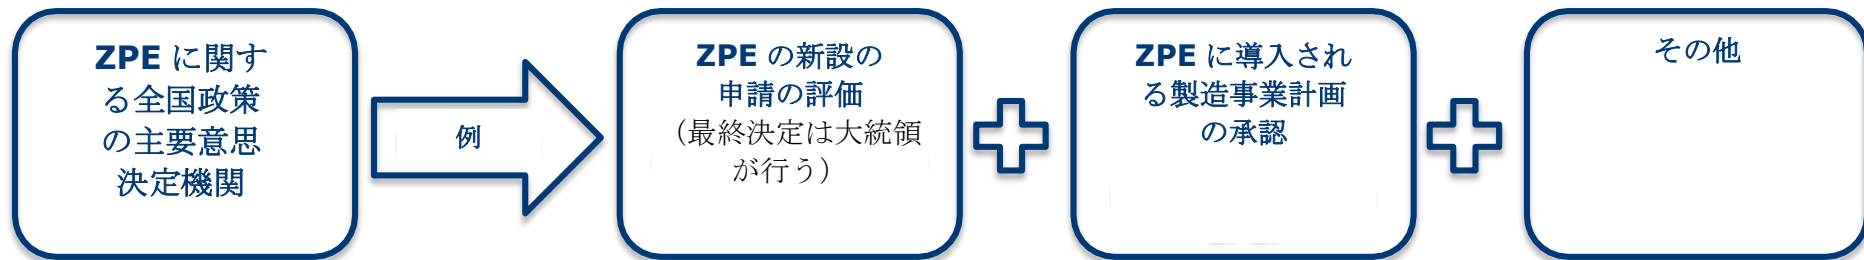 ZPE に関す
る全国政策
の主要意思
決定機関
例
ZPE の新設の
申請の評価
（最終決定は大統領
が行う）
ZPE に導入され
る製造事業計画
の承認
その他